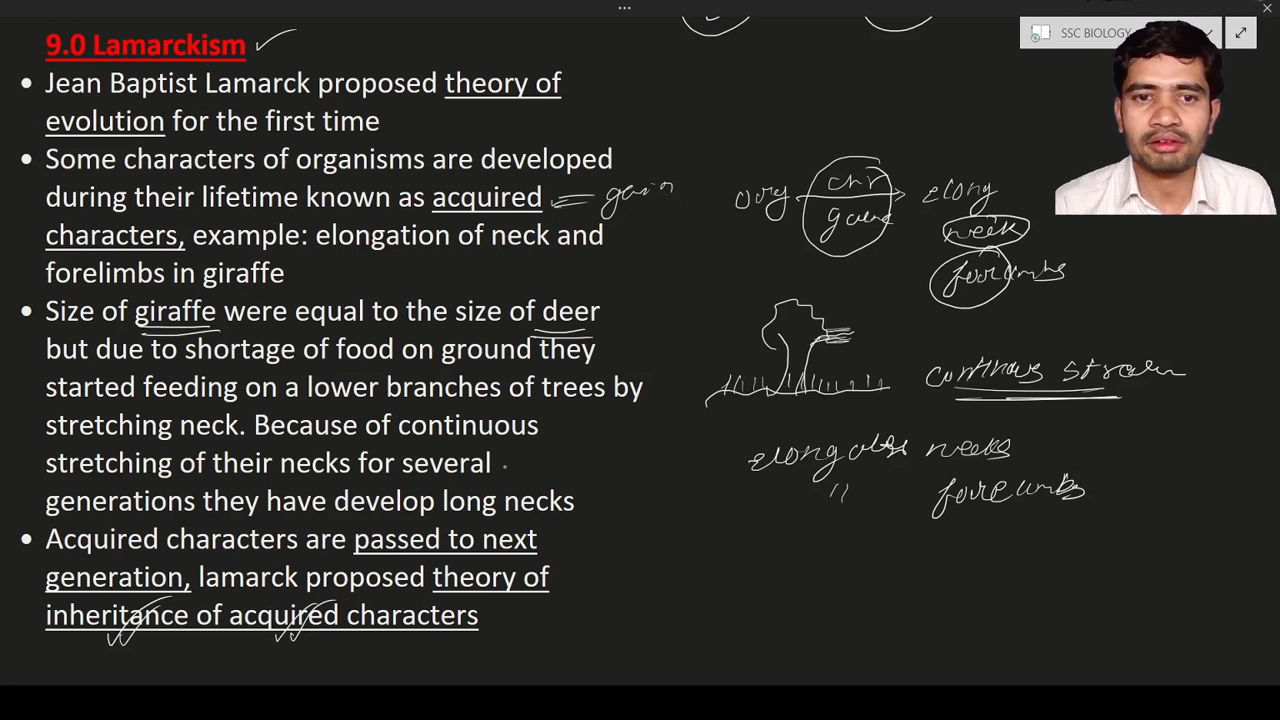 SSC BIOLOGY
9.0 Lamarckism
• Jean Baptist Lamarck proposed theory of
evolution for the first time
• Some characters of organisms are developed
during their lifetime known as acquired
characters, example: elongation of neck and
forelimbs in giraffe
• Size of giraffe were equal to the size of deer
but due to shortage of food on ground they
started feeding on a lower branches of trees by
stretching neck. Because of continuous
stretching of their necks for several
generations they have develop long necks
• Acquired characters are passed to next
generation, lamarck proposed theory of
inheritance of acquired characters
chr
elong
neck
forelimbs
necks
forelimbs